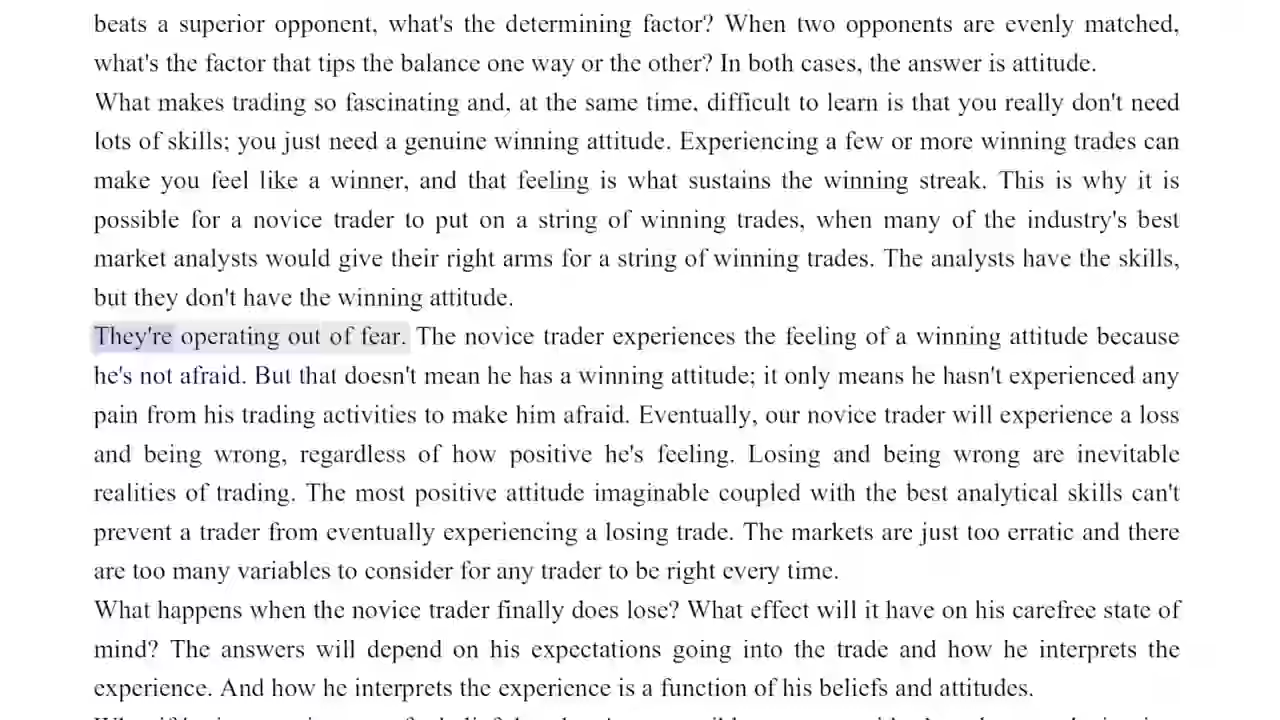 beats a superior opponent, what's the determining factor? When two opponents are evenly matched,
what's the factor that tips the balance one way or the other? In both cases, the answer is attitude.
What makes trading so fascinating and, at the same time, difficult to learn is that you really don't need
lots of skills; you just need a genuine winning attitude. Experiencing a few or more winning trades can
make you feel like a winner, and that feeling is what sustains the winning streak. This is why it is
possible for a novice trader to put on a string of winning trades, when many of the industry's best
market analysts would give their right arms for a string of winning trades. The analysts have the skills,
but they don't have the winning attitude.
They're operating out of fear. The novice trader experiences the feeling of a winning attitude because
he's not afraid. But that doesn't mean he has a winning attitude; it only means he hasn't experienced any
pain from his trading activities to make him afraid. Eventually, our novice trader will experience a loss
and being wrong, regardless of how positive he's feeling. Losing and being wrong are inevitable
realities of trading. The most positive attitude imaginable coupled with the best analytical skills can't
prevent a trader from eventually experiencing a losing trade. The markets are just too erratic and there
are too many variables to consider for any trader to be right every time.
What happens when the novice trader finally does lose? What effect will it have on his carefree state of
mind? The answers will depend on his expectations going into the trade and how he interprets the
experience. And how he interprets the experience is a function of his beliefs and attitudes.